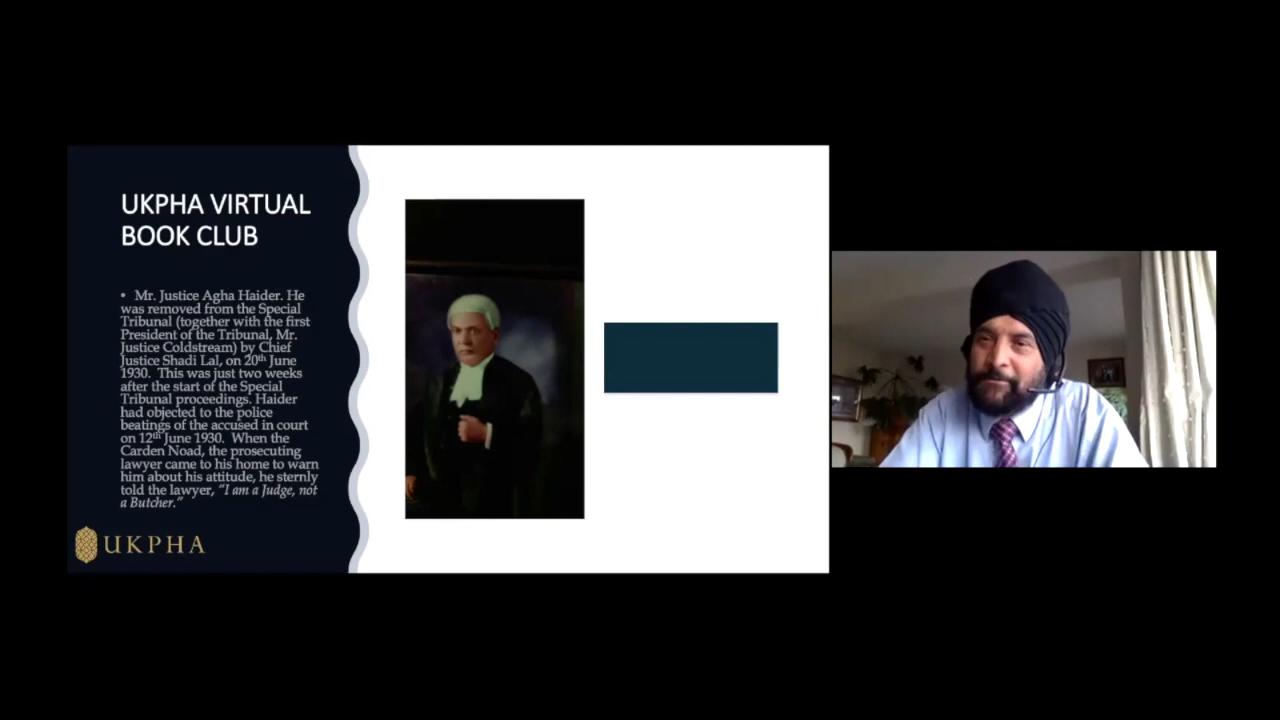 UKPHA VIRTUAL
BOOK CLUB
• Mr. Justice Agha Haider. He
was removed from the Special
Tribunal (together with the first
President of the Tribunal, Mr.
Justice Coldstream) by Chief
Justice Shadi Lal, on 20th June
1930. This was just two weeks
after the start of the Special
Tribunal proceedings. Haider
had objected to the police
beatings of the accused in court
on 12th June 1930. When the
Carden Noad, the prosecuting
lawyer came to his home to warn
him about his attitude, he sternly
told the lawyer, “I am a Judge, not
a Butcher.”
UKPHA